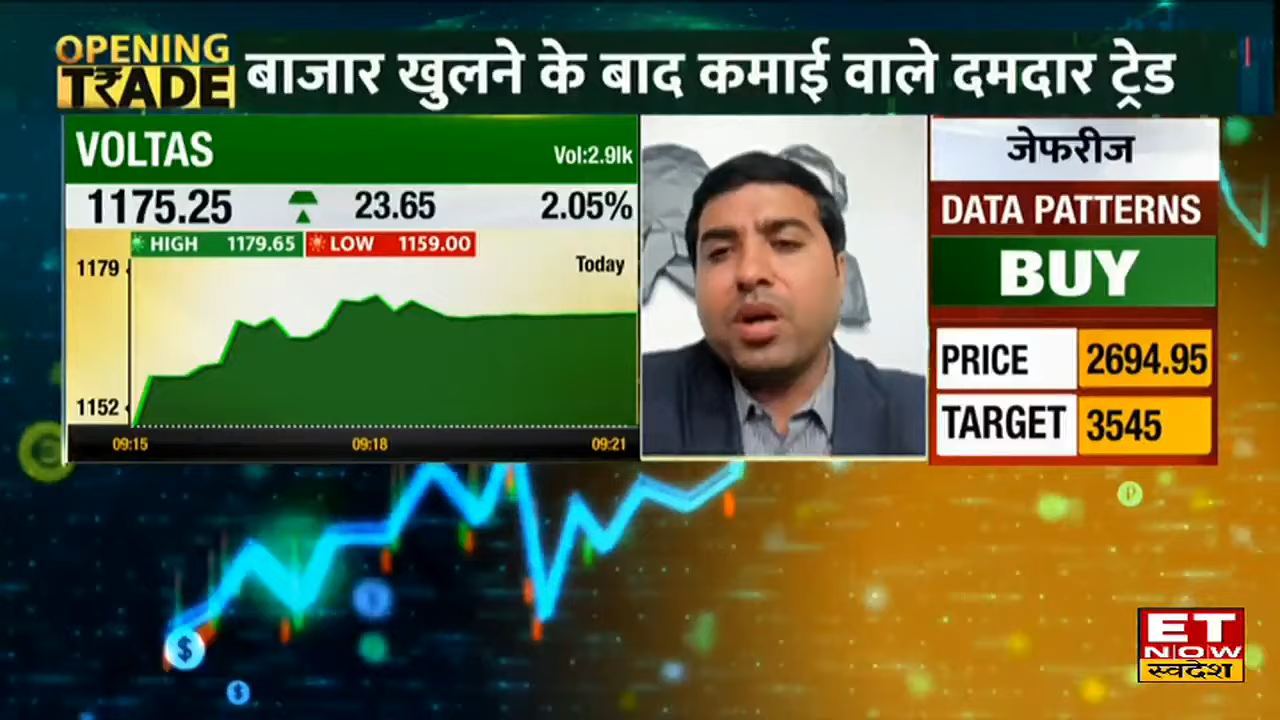 OPENING
TRADE
बाजार खुलने के बाद कमाई वाले दमदार ट्रेड
VOLTAS
Vol:2.9lk
1175.25
23.65
2.05%
HIGH 1179.65
LOW 1159.00
Today
1179
1152
09:15
09:18
09:21
जेफरीज
DATA PATTERNS
BUY
PRICE 2694.95
TARGET 3545
$
$
P
ET
NOW
स्वदेश